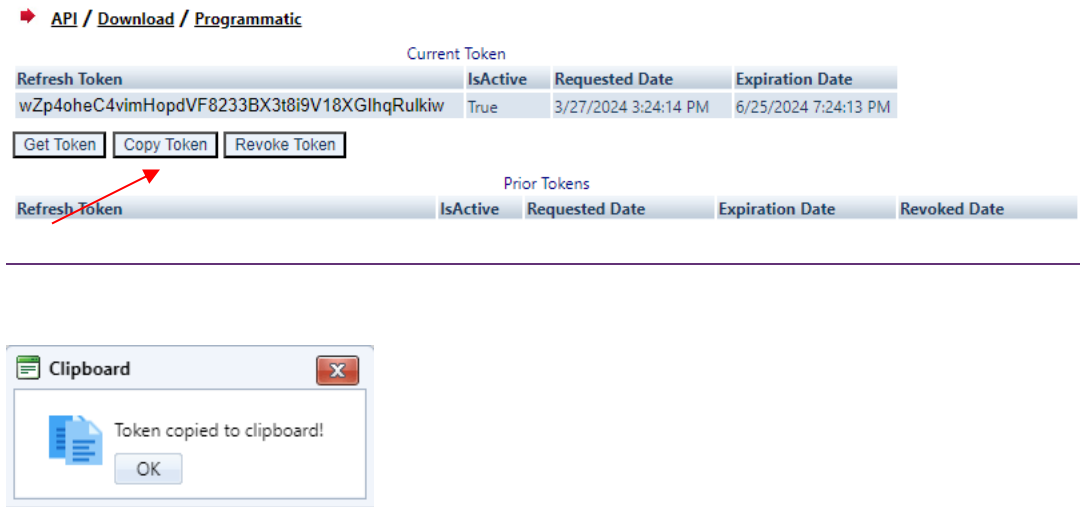 API / Download / Programmatic
Current Token
Refresh Token IsActive Requested Date Expiration Date
wZp4oheC4vimHopdVF8233BX3t8i9V18XGlhqRulkiw True 3/27/2024 3:24:14 PM 6/25/2024 7:24:13 PM
Get Token Copy Token Revoke Token
Prior Tokens
Refresh Token IsActive Requested Date Expiration Date Revoked Date
Clipboard
Token copied to clipboard!
OK